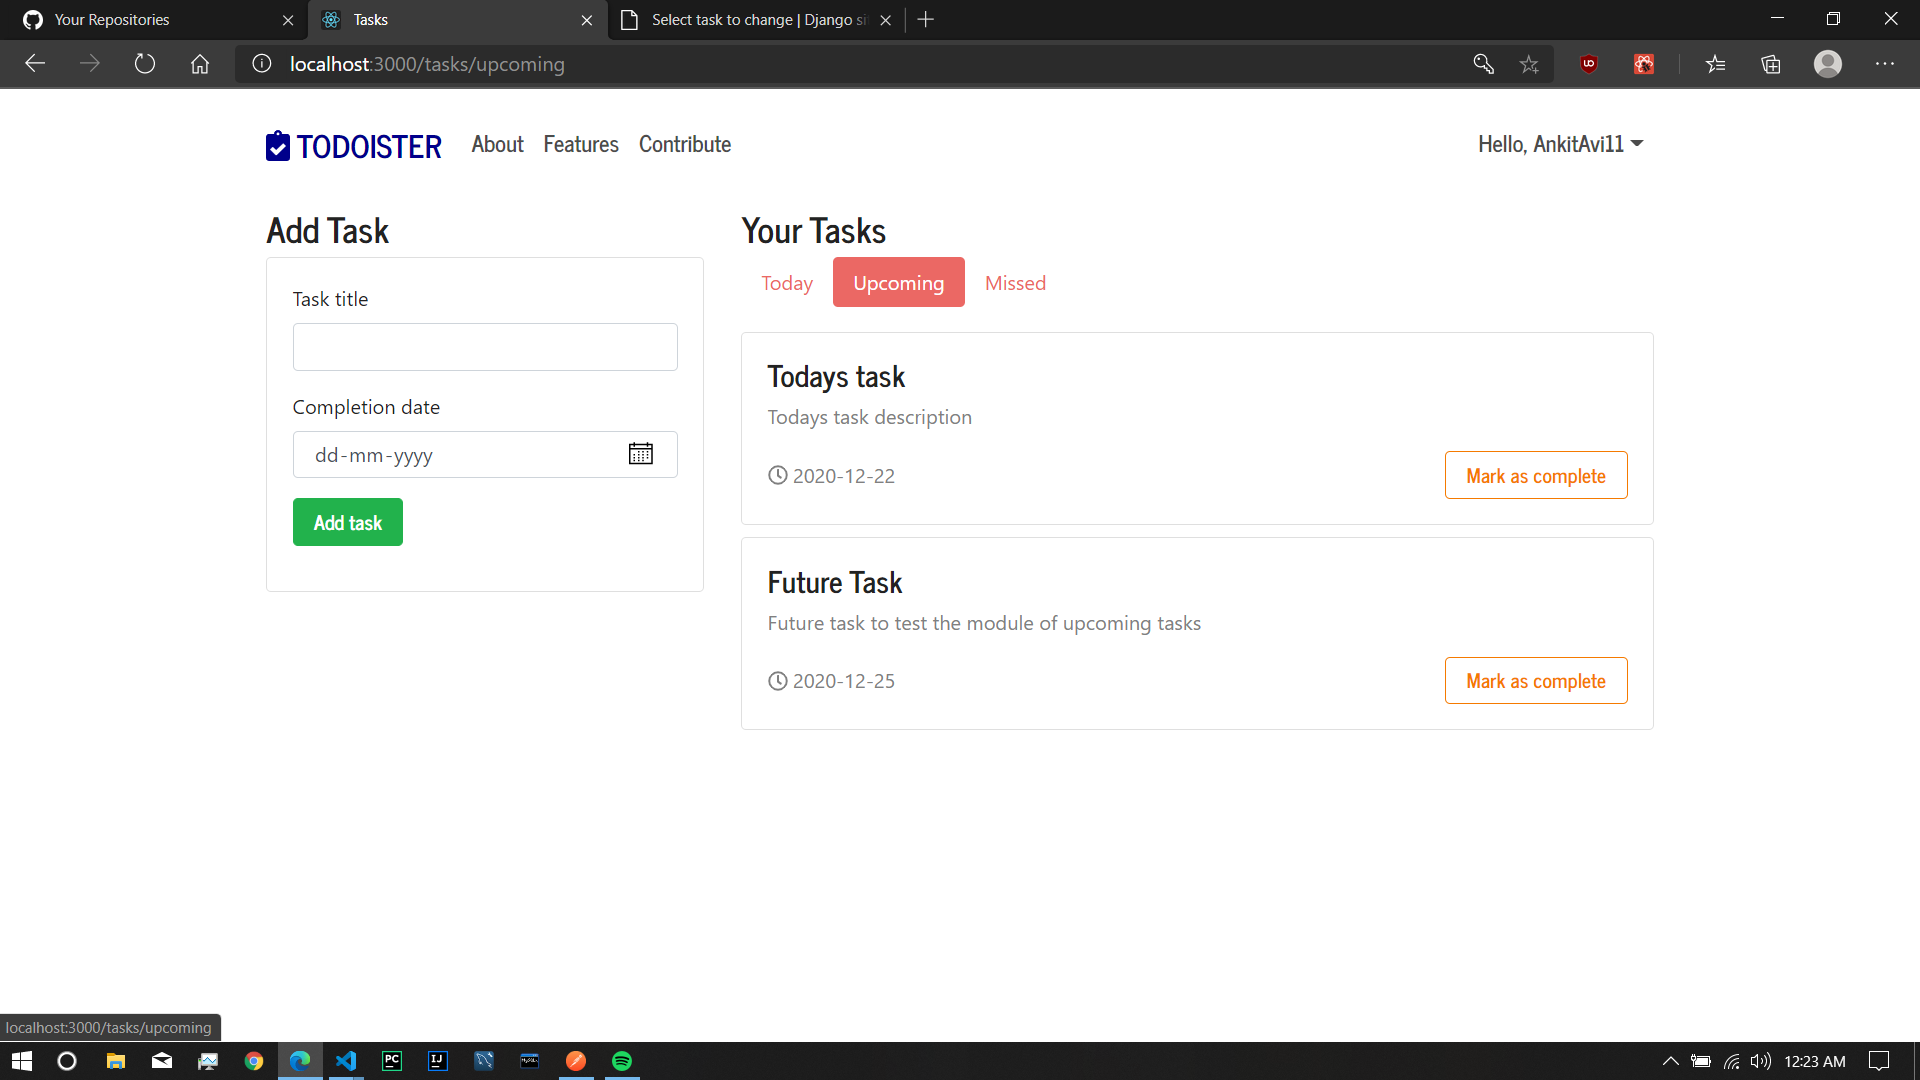 Your Repositories
Tasks
Select task to change | Django si
localhost:3000/tasks/upcoming
TODOISTER
About
Features
Contribute
Hello, AnkitAvi11
Add Task
Task title
Completion date
dd-mm-yyyy
Add task
Your Tasks
Today
Upcoming
Missed
Todays task
Todays task description
2020-12-22
Mark as complete
Future Task
Future task to test the module of upcoming tasks
2020-12-25
Mark as complete
localhost:3000/tasks/upcoming
PC
IJ
12:23 AM